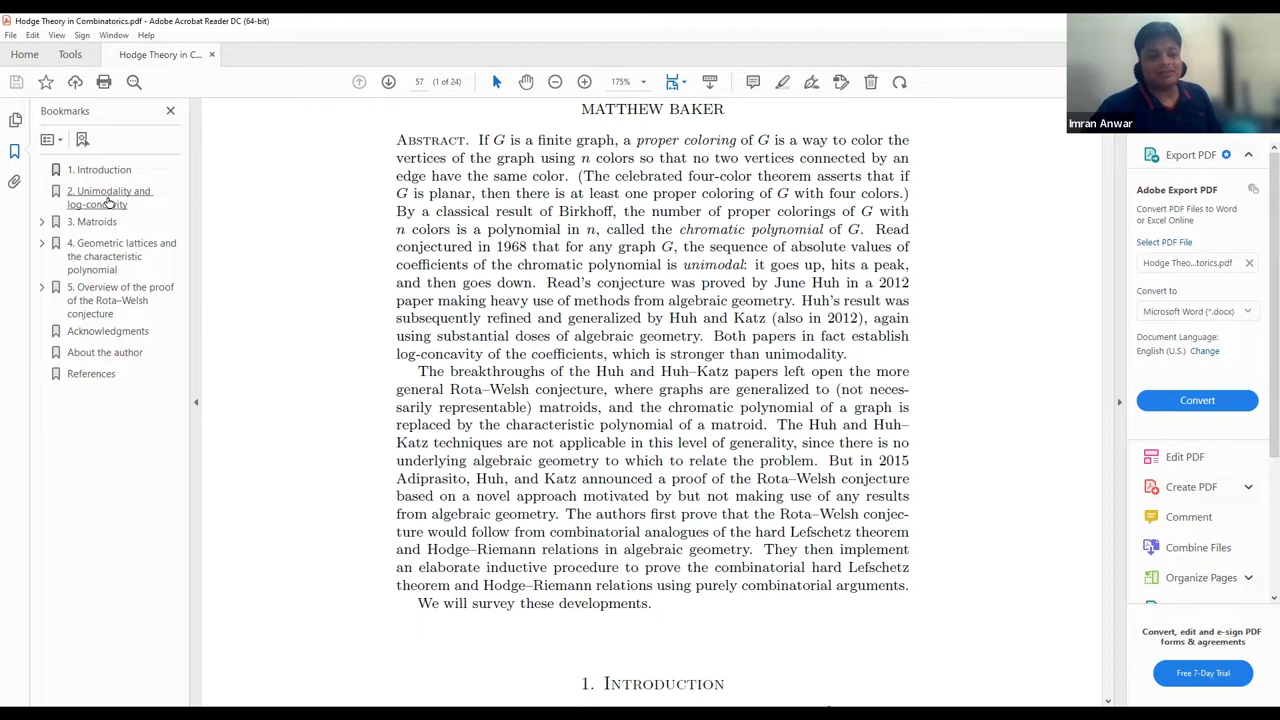 Hodge Theory in Combinatorics.pdf - Adobe Acrobat Reader DC (64-bit)
File Edit View Sign Window Help
Home Tools Hodge Theory in C... ×
57 (1 of 24) 175%
Imran Anwar
Bookmarks
1. Introduction
2. Unimodality and
log-concavity
3. Matroids
4. Geometric lattices and
the characteristic
polynomial
5. Overview of the proof
of the Rota–Welsh
conjecture
Acknowledgments
About the author
References
MATTHEW BAKER
Abstract. If G is a finite graph, a proper coloring of G is a way to color the
vertices of the graph using n colors so that no two vertices connected by an
edge have the same color. (The celebrated four-color theorem asserts that if
G is planar, then there is at least one proper coloring of G with four colors.)
By a classical result of Birkhoff, the number of proper colorings of G with
n colors is a polynomial in n, called the chromatic polynomial of G. Read
conjectured in 1968 that for any graph G, the sequence of absolute values of
coefficients of the chromatic polynomial is unimodal: it goes up, hits a peak,
and then goes down. Read's conjecture was proved by June Huh in a 2012
paper making heavy use of methods from algebraic geometry. Huh's result was
subsequently refined and generalized by Huh and Katz (also in 2012), again
using substantial doses of algebraic geometry. Both papers in fact establish
log-concavity of the coefficients, which is stronger than unimodality.
The breakthroughs of the Huh and Huh–Katz papers left open the more
general Rota–Welsh conjecture, where graphs are generalized to (not neces-
sarily representable) matroids, and the chromatic polynomial of a graph is
replaced by the characteristic polynomial of a matroid. The Huh and Huh–
Katz techniques are not applicable in this level of generality, since there is no
underlying algebraic geometry to which to relate the problem. But in 2015
Adiprasito, Huh, and Katz announced a proof of the Rota–Welsh conjecture
based on a novel approach motivated by but not making use of any results
from algebraic geometry. The authors first prove that the Rota–Welsh conjec-
ture would follow from combinatorial analogues of the hard Lefschetz theorem
and Hodge–Riemann relations in algebraic geometry. They then implement
an elaborate inductive procedure to prove the combinatorial hard Lefschetz
theorem and Hodge–Riemann relations using purely combinatorial arguments.
We will survey these developments.
1. Introduction
Export PDF
Adobe Export PDF
Convert PDF Files to Word
or Excel Online
Select PDF File
Hodge Theo...torics.pdf ×
Convert to
Microsoft Word (*.docx)
Document Language:
English (U.S.) Change
Convert
Edit PDF
Create PDF
Comment
Combine Files
Organize Pages
Convert, edit and e-sign PDF
forms & agreements
Free 7-Day Trial